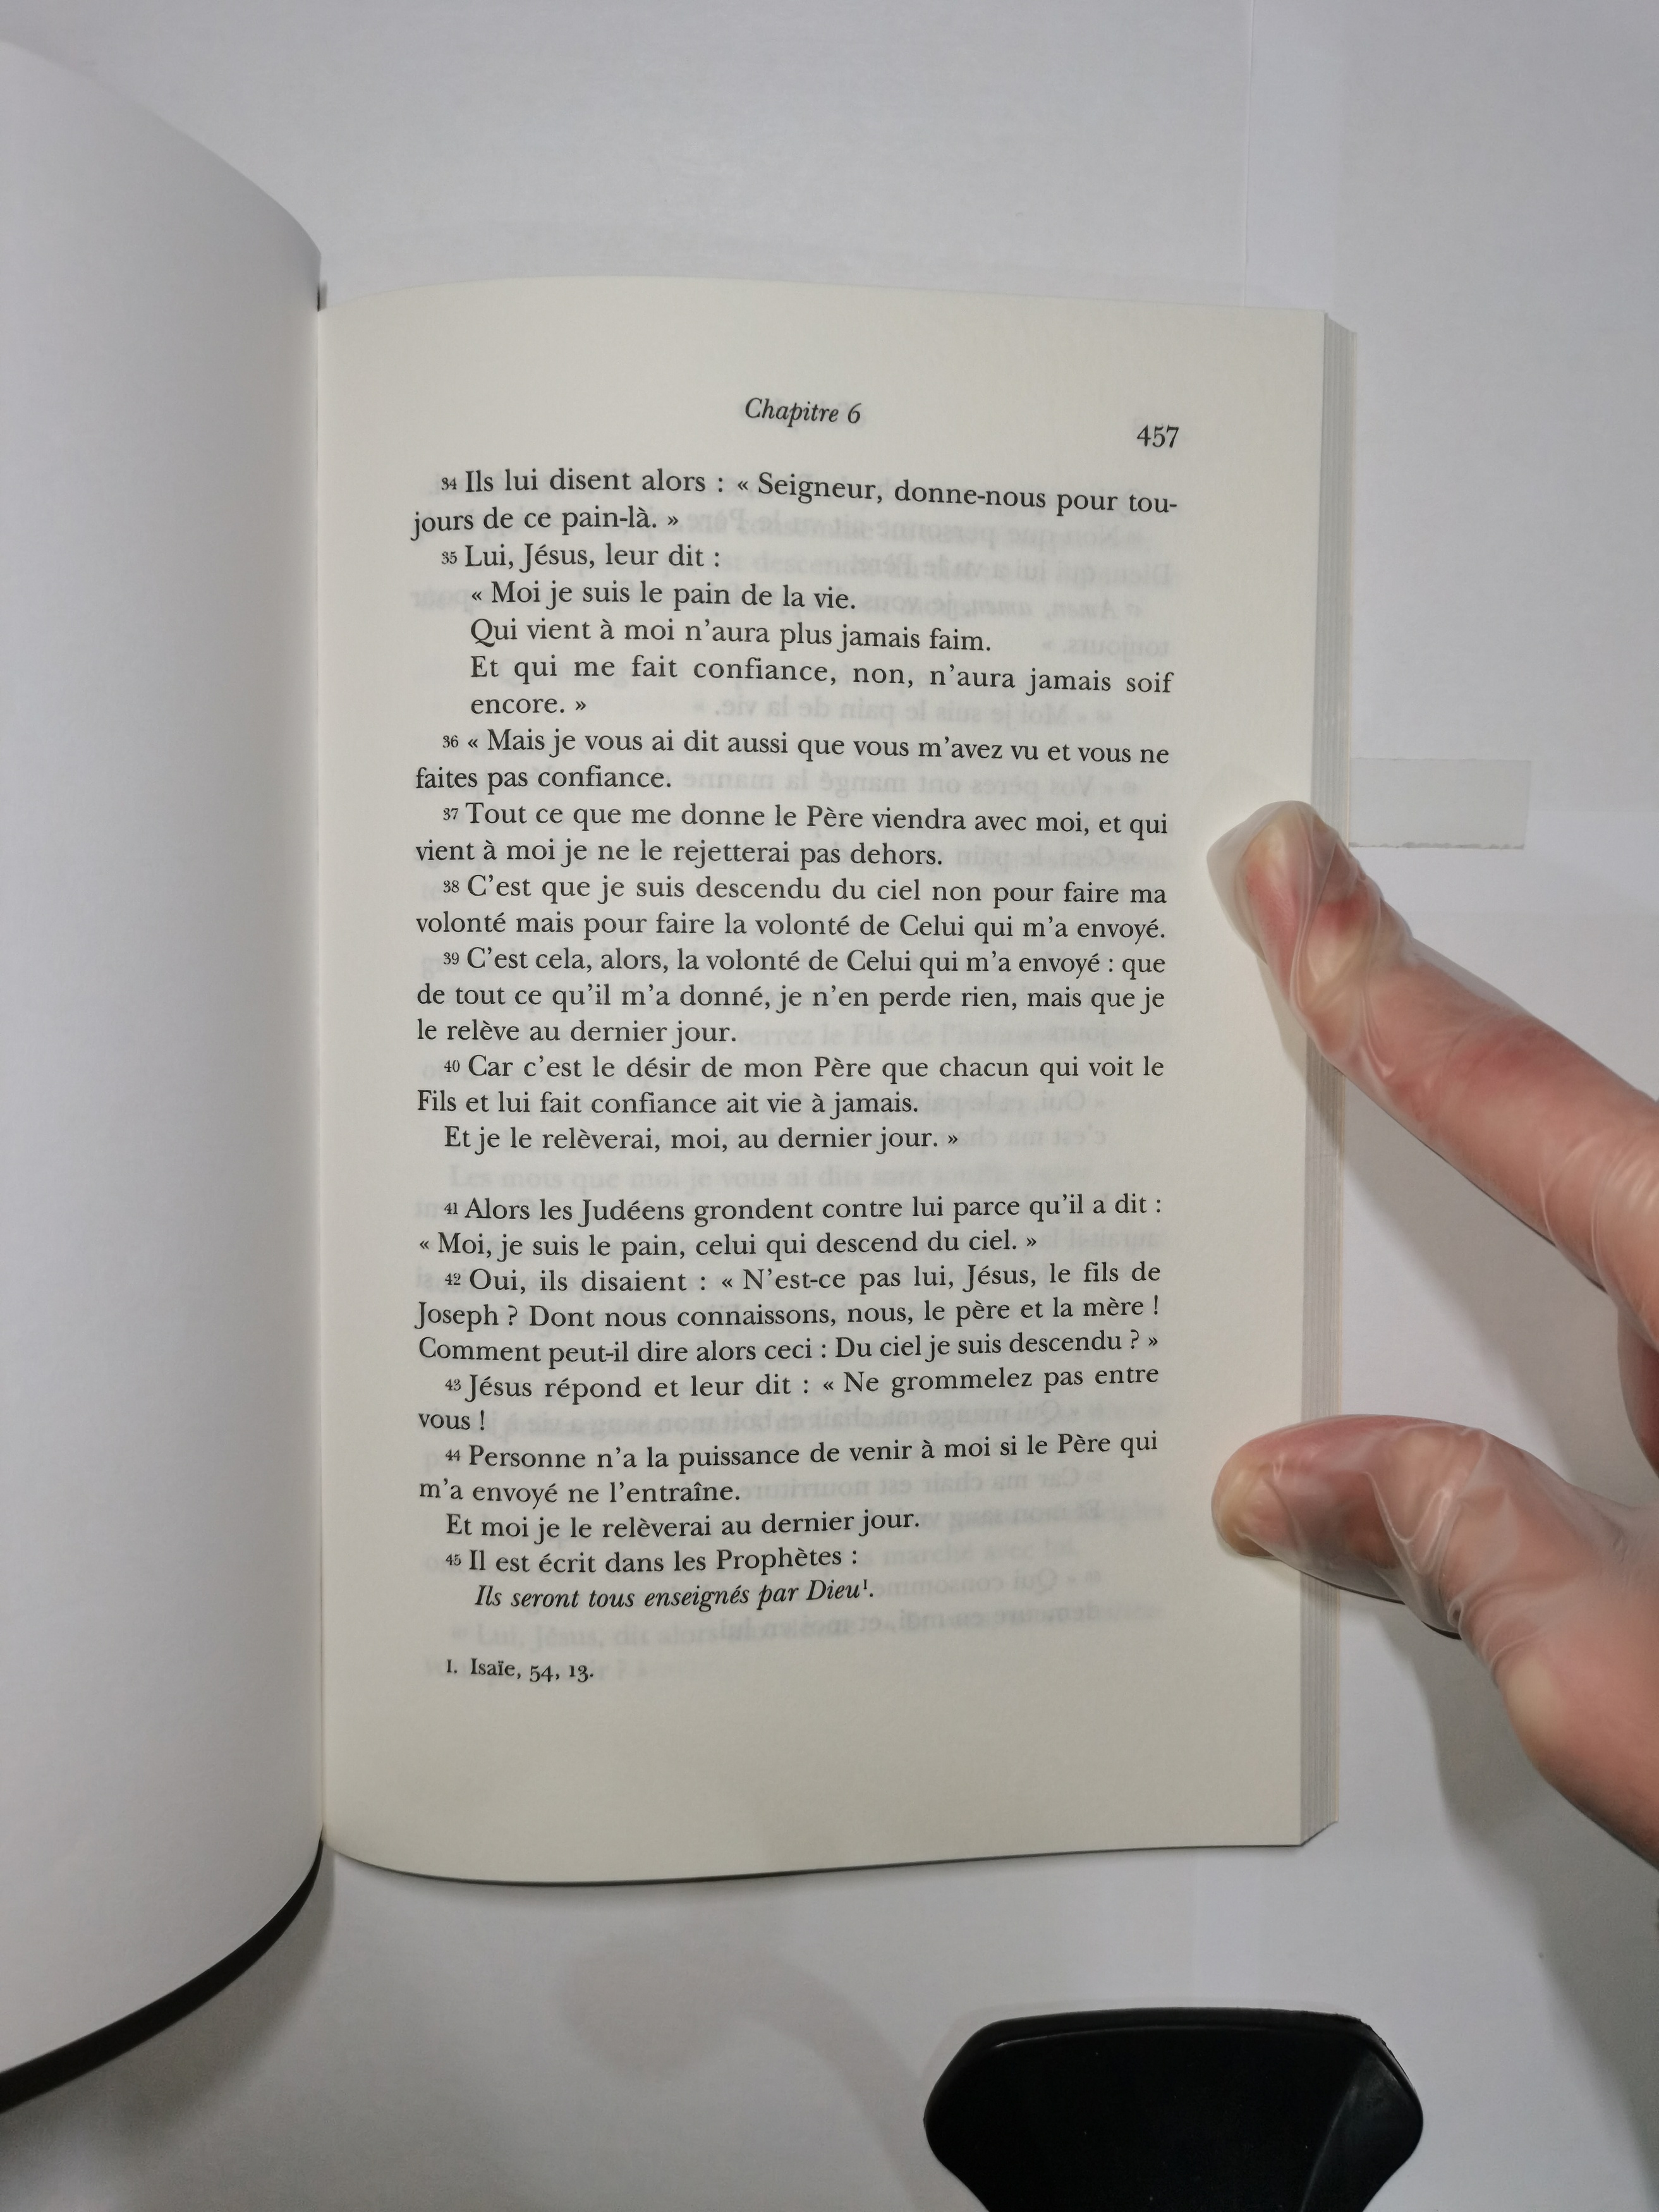 Chapitre 6
457
34 Ils lui disent alors : « Seigneur, donne-nous pour tou-
jours de ce pain-là. »
35 Lui, Jésus, leur dit :
« Moi je suis le pain de la vie.
Qui vient à moi n'aura plus jamais faim.
Et qui me fait confiance, non, n'aura jamais soif
encore. »
36 « Mais je vous ai dit aussi que vous m'avez vu et vous ne
faites pas confiance.
37 Tout ce que me donne le Père viendra avec moi, et qui
vient à moi je ne le rejetterai pas dehors.
38 C'est que je suis descendu du ciel non pour faire ma
volonté mais pour faire la volonté de Celui qui m'a envoyé.
39 C'est cela, alors, la volonté de Celui qui m'a envoyé : que
de tout ce qu'il m'a donné, je n'en perde rien, mais que je
le relève au dernier jour.
40 Car c'est le désir de mon Père que chacun qui voit le
Fils et lui fait confiance ait vie à jamais.
Et je le relèverai, moi, au dernier jour. »
41 Alors les Judéens grondent contre lui parce qu'il a dit :
« Moi, je suis le pain, celui qui descend du ciel. »
42 Oui, ils disaient : « N'est-ce pas lui, Jésus, le fils de
Joseph ? Dont nous connaissons, nous, le père et la mère !
Comment peut-il dire alors ceci : Du ciel je suis descendu ? »
43 Jésus répond et leur dit : « Ne grommelez pas entre
vous !
44 Personne n'a la puissance de venir à moi si le Père qui
m'a envoyé ne l'entraîne.
Et moi je le relèverai au dernier jour.
45 Il est écrit dans les Prophètes :
Ils seront tous enseignés par Dieu¹.
1. Isaïe, 54, 13.